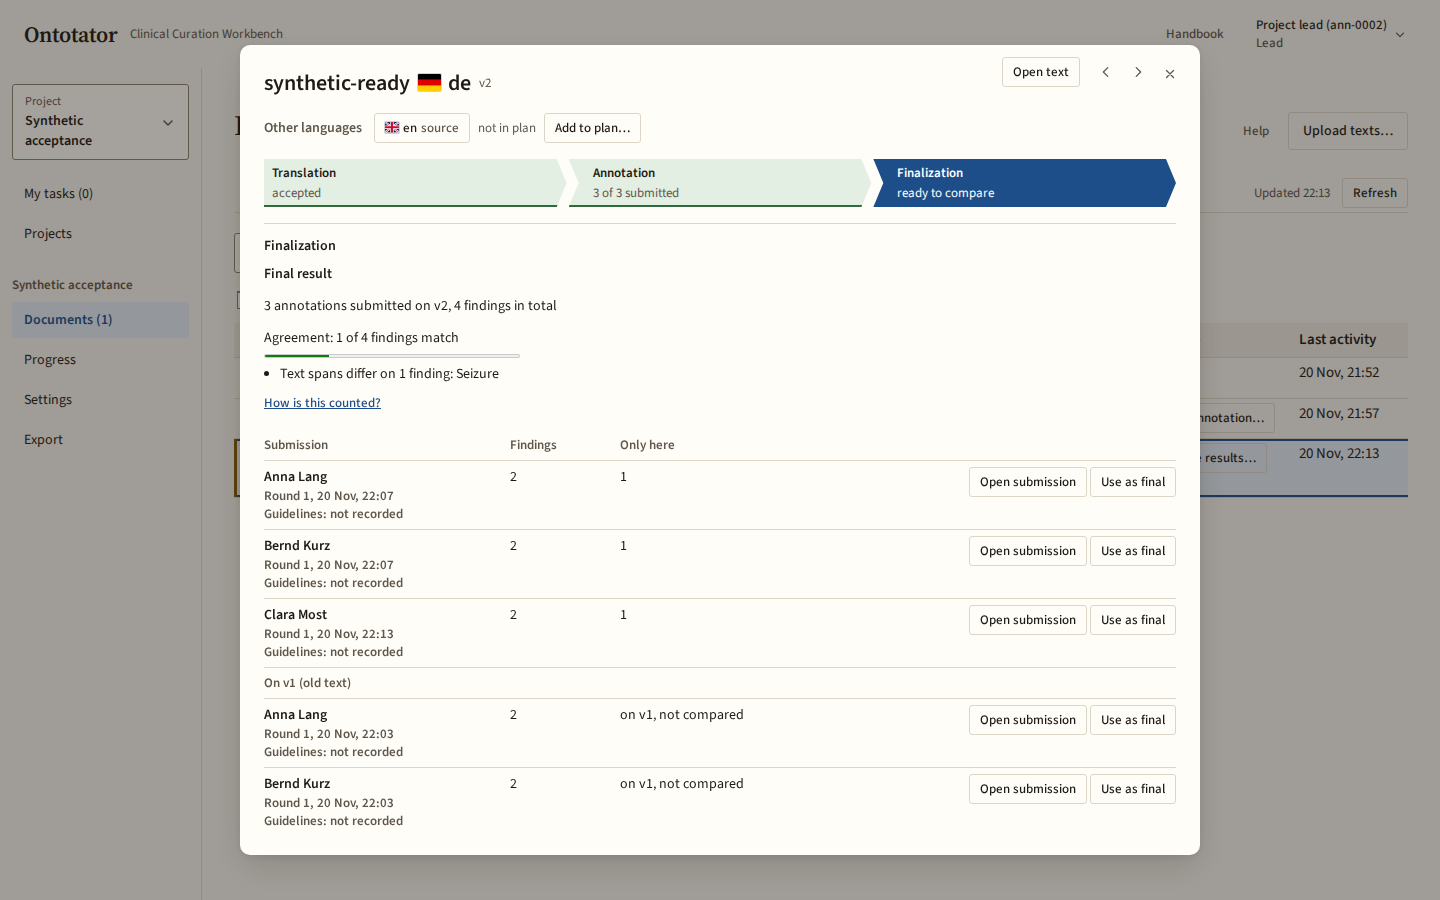 Ontotator Clinical Curation Workbench
Handbook
Project lead (ann-0002)
Lead
Project
Synthetic
acceptance
My tasks (0)
Projects
Synthetic acceptance
Documents (1)
Progress
Settings
Export
Help
Upload texts...
Updated 22:13 Refresh
Last activity
20 Nov, 21:52
nnotation... 20 Nov, 21:57
results... 20 Nov, 22:13
synthetic-ready de v2
Open text
Other languages en source not in plan Add to plan...
Translation
accepted
Annotation
3 of 3 submitted
Finalization
ready to compare
Finalization
Final result
3 annotations submitted on v2, 4 findings in total
Agreement: 1 of 4 findings match
• Text spans differ on 1 finding: Seizure
How is this counted?
Submission Findings Only here
Anna Lang 2 1 Open submission Use as final
Round 1, 20 Nov, 22:07
Guidelines: not recorded
Bernd Kurz 2 1 Open submission Use as final
Round 1, 20 Nov, 22:07
Guidelines: not recorded
Clara Most 2 1 Open submission Use as final
Round 1, 20 Nov, 22:13
Guidelines: not recorded
On v1 (old text)
Anna Lang 2 on v1, not compared Open submission Use as final
Round 1, 20 Nov, 22:03
Guidelines: not recorded
Bernd Kurz 2 on v1, not compared Open submission Use as final
Round 1, 20 Nov, 22:03
Guidelines: not recorded